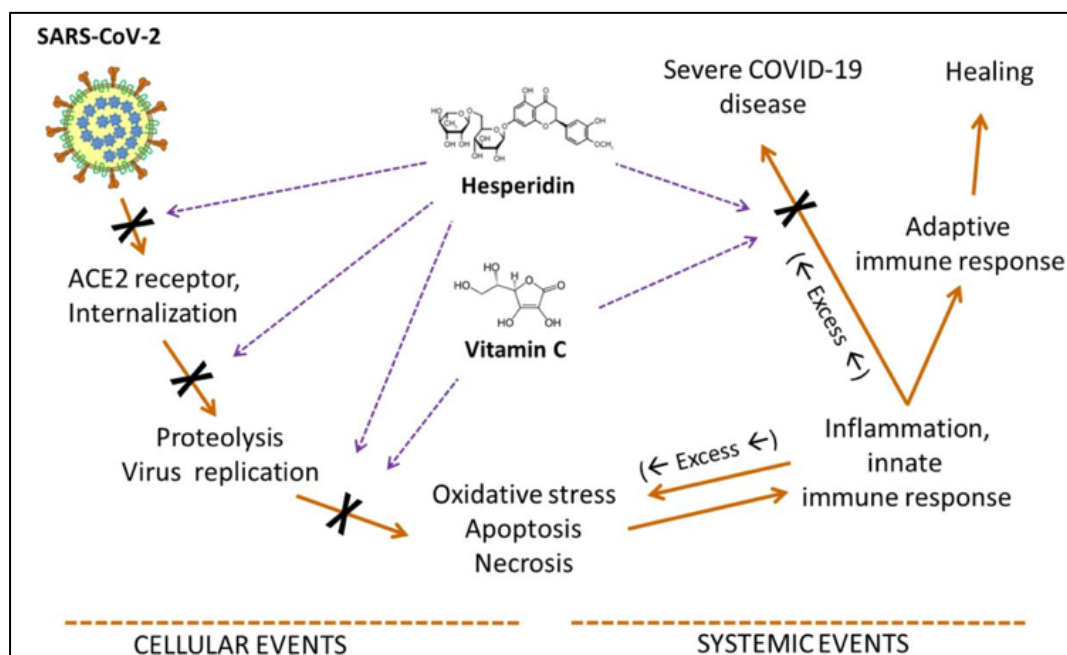 SARS-CoV-2
Severe COVID-19
disease
Healing
Hesperidin
ACE2 receptor,
Internalization
Adaptive
immune response
Vitamin C
(← Excess ←)
Proteolysis
Virus replication
(← Excess ←)
Inflammation,
innate
immune response
Oxidative stress
Apoptosis
Necrosis
CELLULAR EVENTS
SYSTEMIC EVENTS